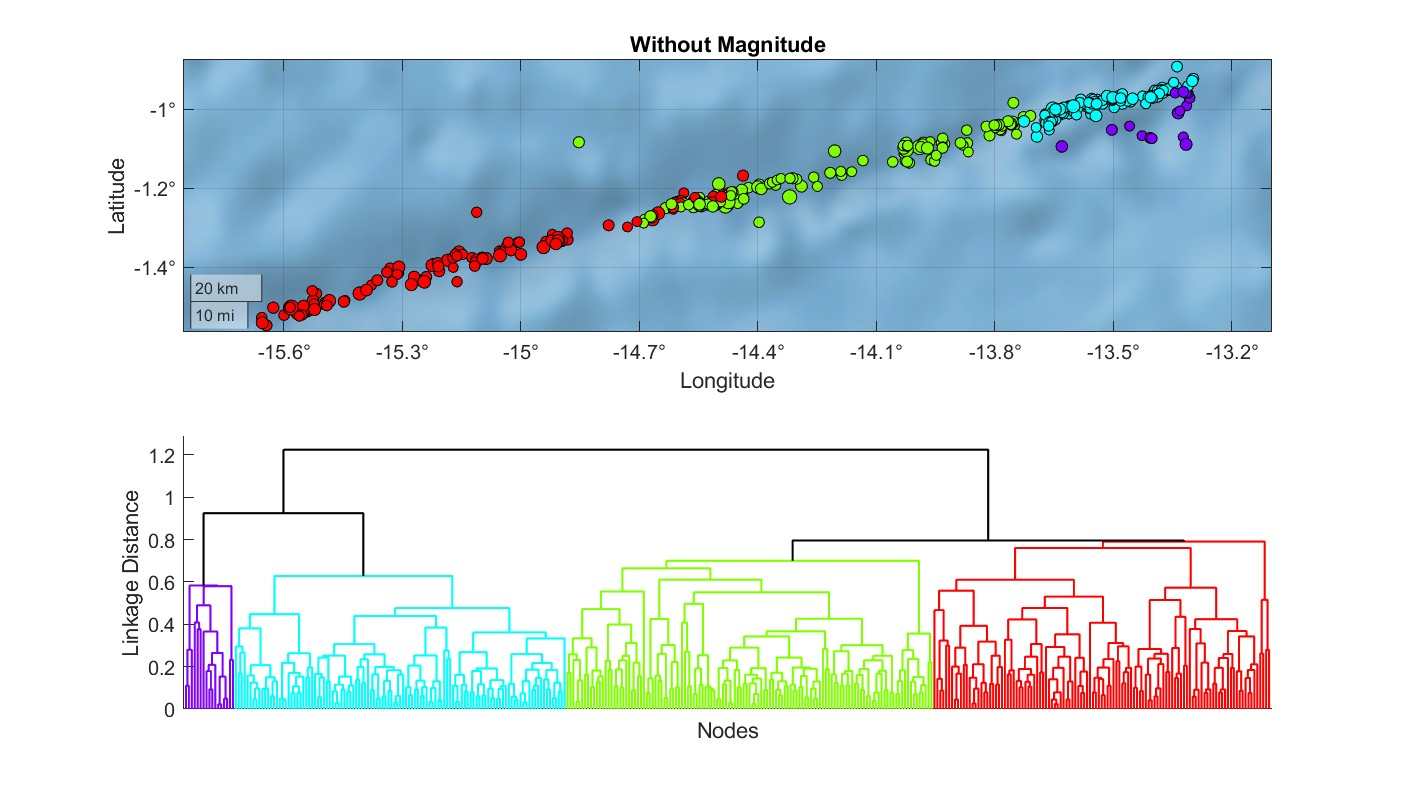 Without Magnitude
-1°
-1.2°
-1.4°
Latitude
20 km
10 mi
-15.6° -15.3° -15° -14.7° -14.4° -14.1° -13.8° -13.5° -13.2°
Longitude
1.2
1
0.8
0.6
0.4
0.2
0
Linkage Distance
Nodes